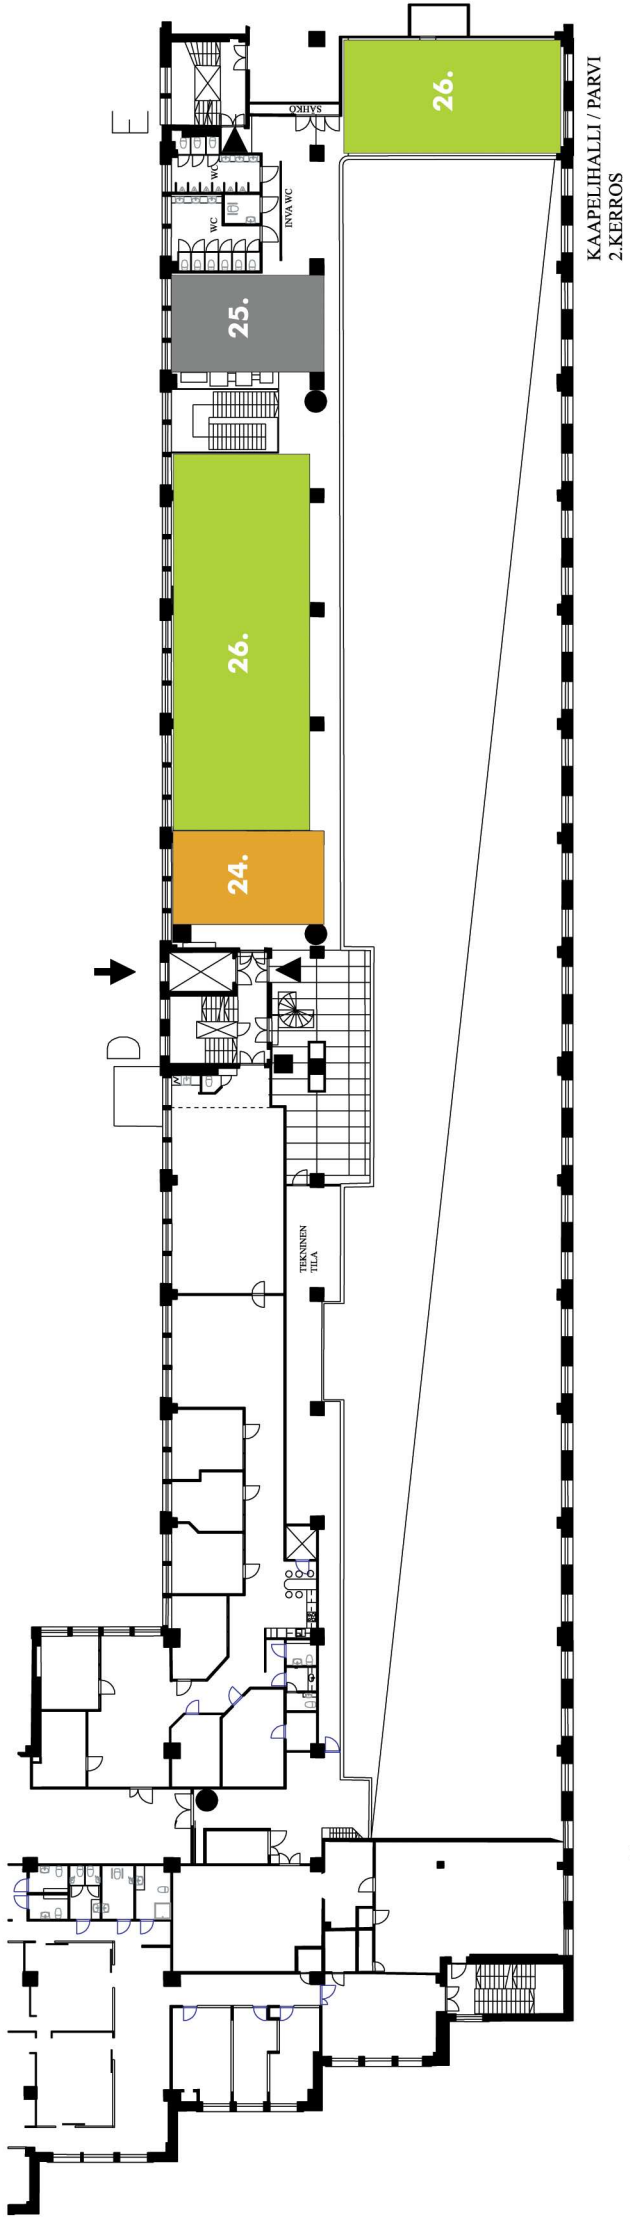 E
SÄHKÖ
26.
KAAPELIHALLI / PARVI
2.KERROS
WC
WC
INVA WC
25.
26.
24.
D
TEKNINEN
TILA